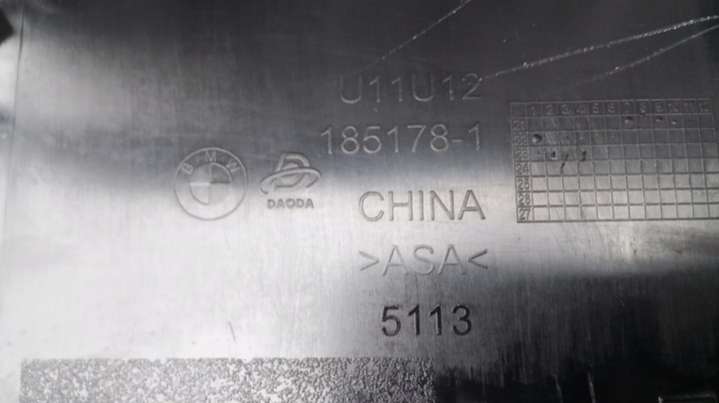 U11U12
185178-1
BMW
DAODA
CHINA
>ASA<
5113